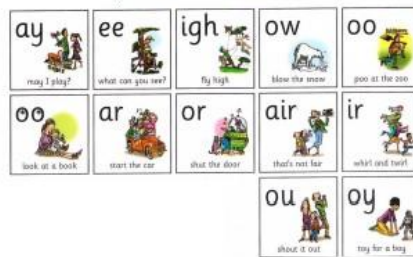 ay
may I play?
ee
what can you see?
igh
fly high
ow
blow the snow
oo
poo at the zoo
oo
look at a book
ar
start the car
or
shut the door
air
that's not fair
ir
whirl and twirl
ou
shout it out
oy
toy for a boy